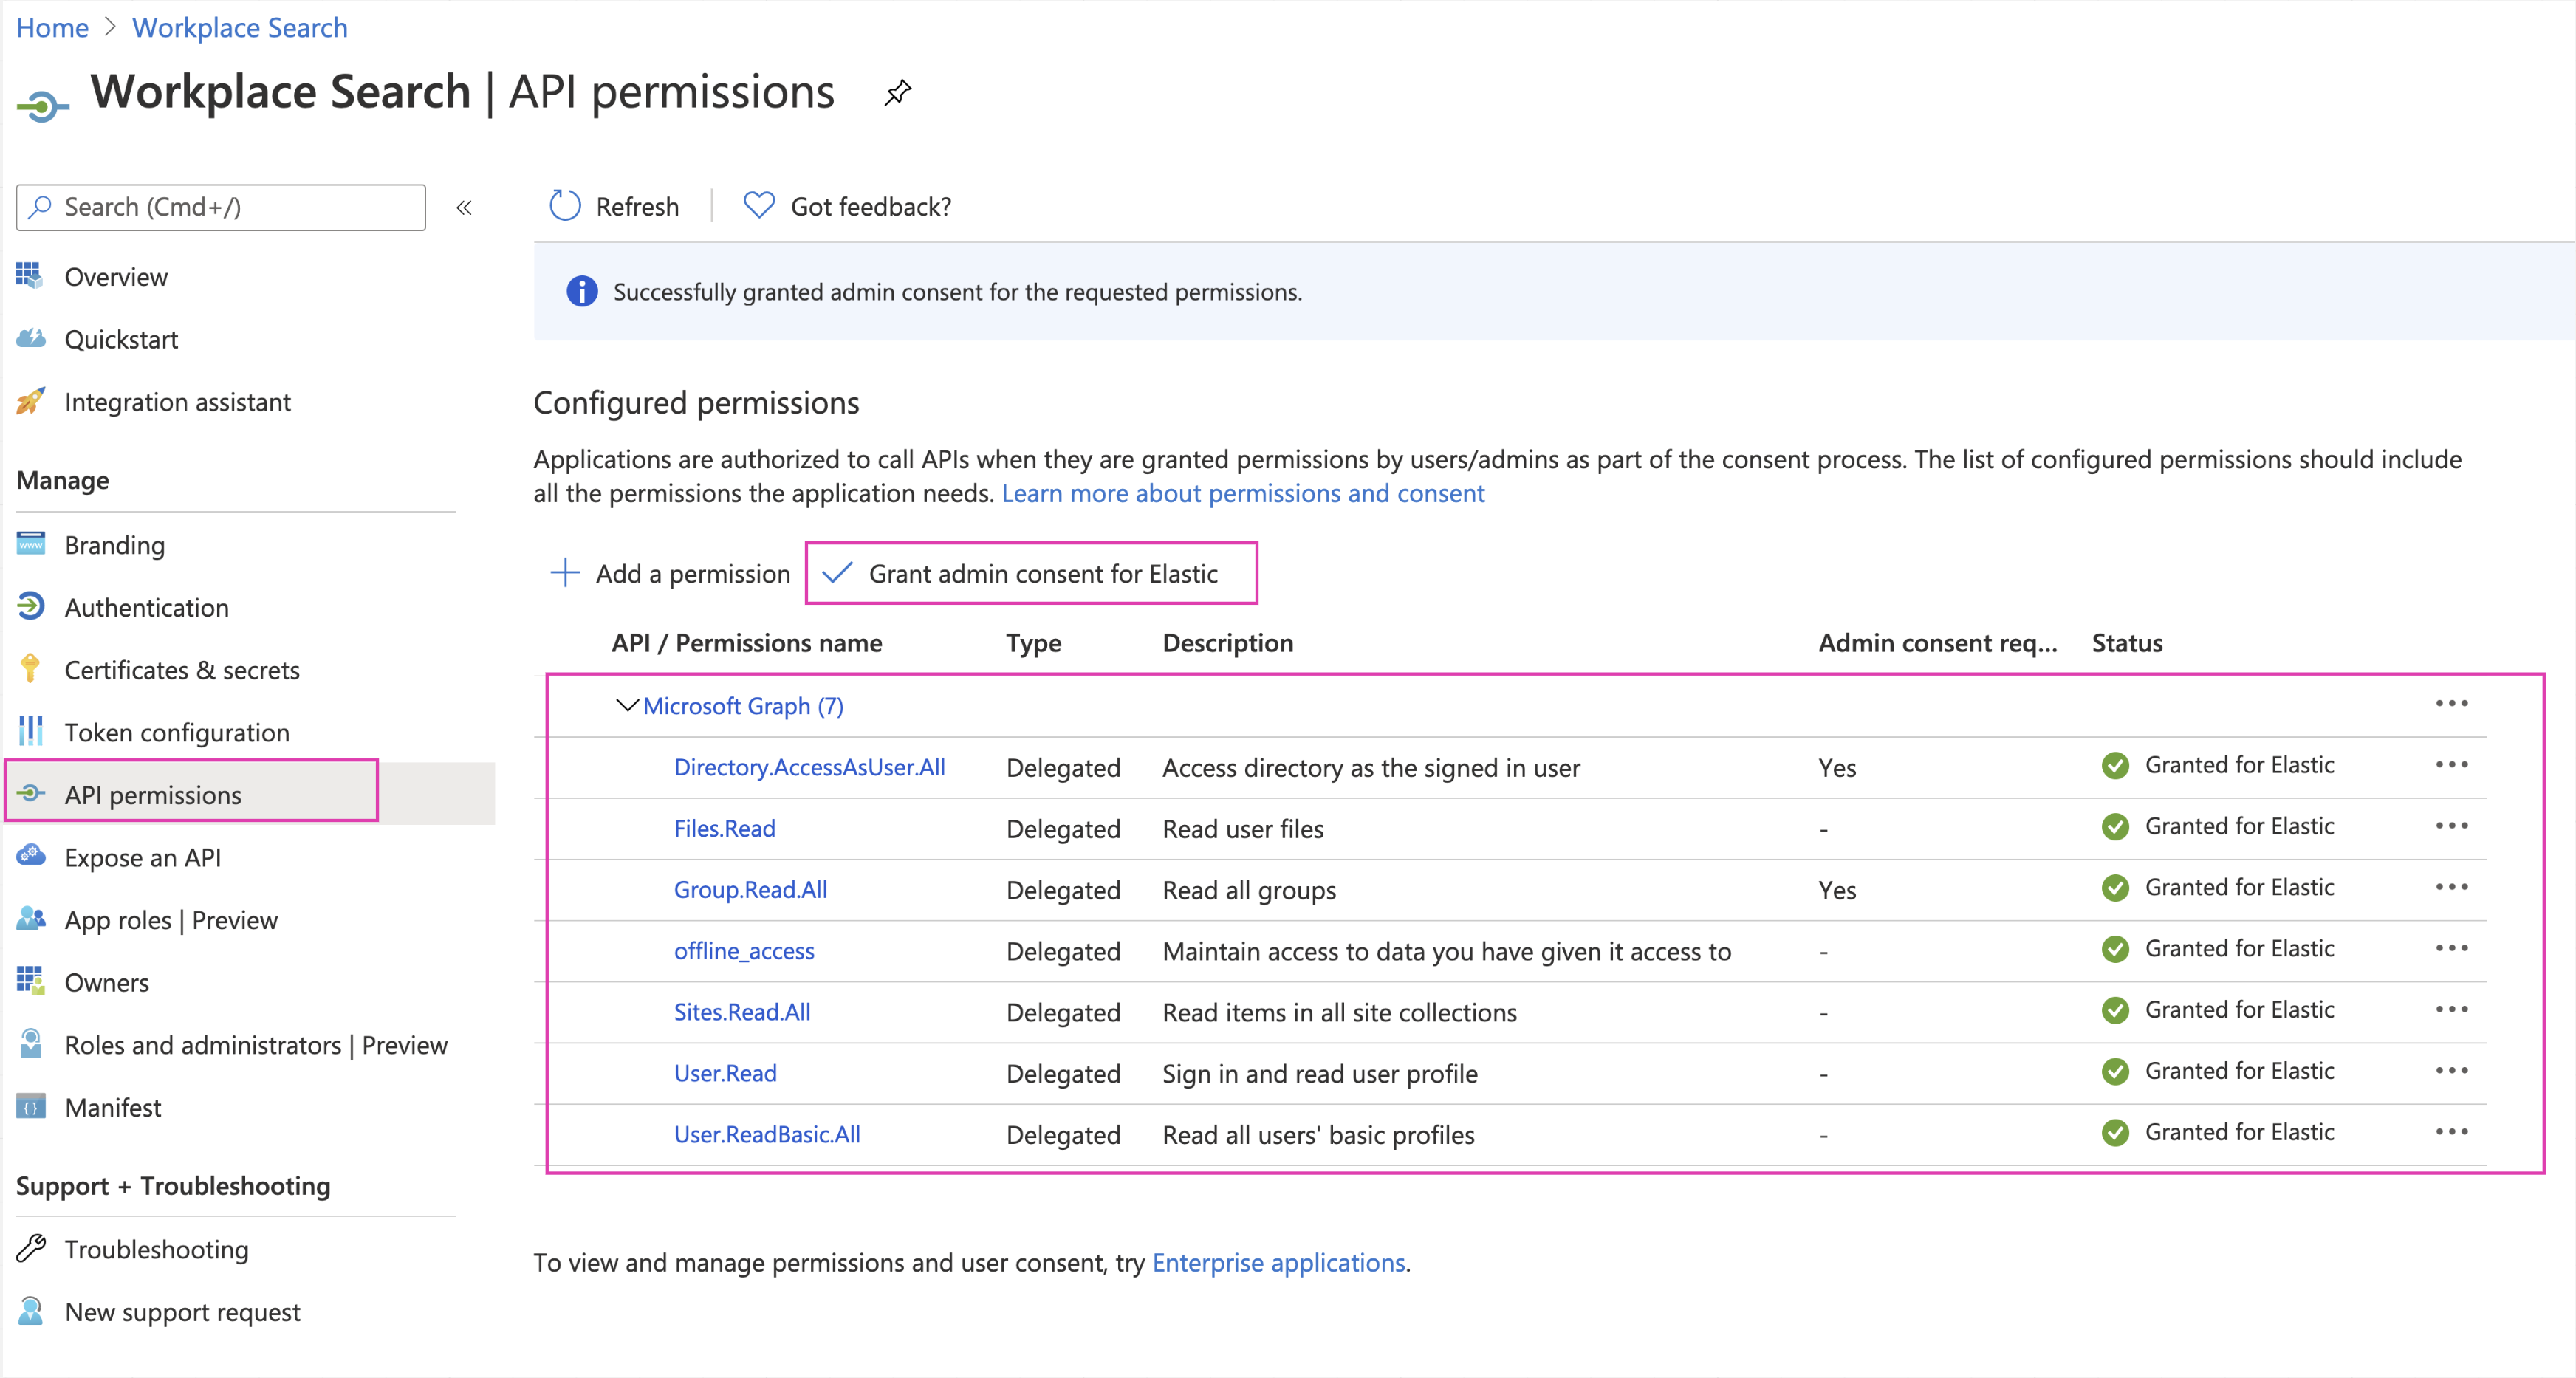 Home > Workplace Search
Workplace Search | API permissions
Search (Cmd+/)
«
Refresh
Got feedback?
Overview
Quickstart
Integration assistant
Manage
Branding
Authentication
Certificates & secrets
Token configuration
API permissions
Expose an API
App roles | Preview
Owners
Roles and administrators | Preview
Manifest
Support + Troubleshooting
Troubleshooting
New support request
Successfully granted admin consent for the requested permissions.
Configured permissions
Applications are authorized to call APIs when they are granted permissions by users/admins as part of the consent process. The list of configured permissions should include
all the permissions the application needs. Learn more about permissions and consent
Add a permission
Grant admin consent for Elastic
API / Permissions name Type Description Admin consent req... Status
Microsoft Graph (7) ...
Directory.AccessAsUser.All Delegated Access directory as the signed in user Yes Granted for Elastic ...
Files.Read Delegated Read user files - Granted for Elastic ...
Group.Read.All Delegated Read all groups Yes Granted for Elastic ...
offline_access Delegated Maintain access to data you have given it access to - Granted for Elastic ...
Sites.Read.All Delegated Read items in all site collections - Granted for Elastic ...
User.Read Delegated Sign in and read user profile - Granted for Elastic ...
User.ReadBasic.All Delegated Read all users' basic profiles - Granted for Elastic ...
To view and manage permissions and user consent, try Enterprise applications.